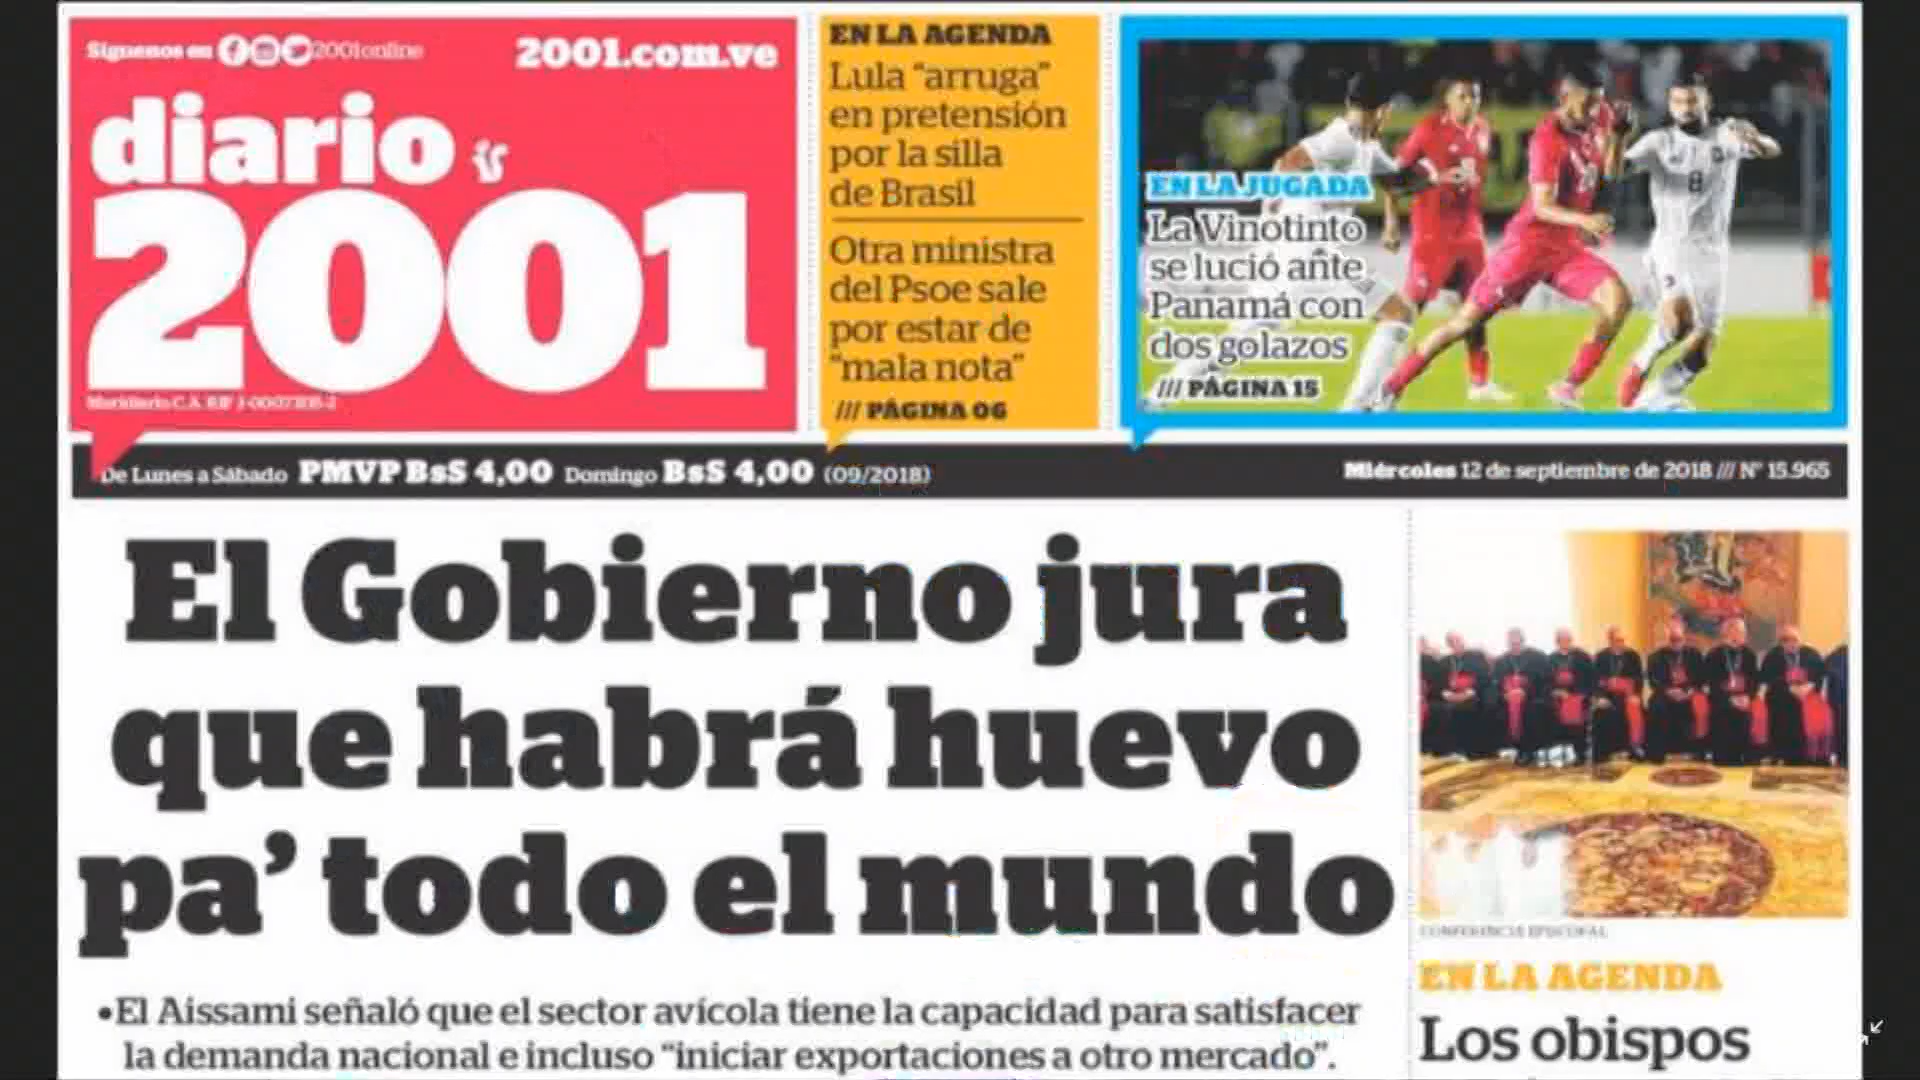 Síguenos en 2001online
2001.com.ve
diario
2001
EN LA AGENDA
Lula “arruga”
en pretensión
por la silla
de Brasil
Otra ministra
del Psoe sale
por estar de
“mala nota”
/// PÁGINA 06
EN LA JUGADA
La Vinotinto
se lució ante
Panamá con
dos golazos
/// PÁGINA 15
De Lunes a Sábado PMVP BsS 4,00 Domingo BsS 4,00 (09/2018)
Miércoles 12 de septiembre de 2018 /// N° 15.965
El Gobierno jura
que habrá huevo
pa’ todo el mundo
•El Aissami señaló que el sector avícola tiene la capacidad para satisfacer
la demanda nacional e incluso “iniciar exportaciones a otro mercado”.
CONFERENCIA EPISCOPAL
EN LA AGENDA
Los obispos